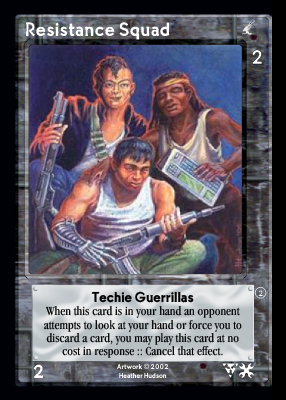 Resistance Squad
2
Techie Guerrillas
2
When this card is in your hand an opponent
attempts to look at your hand or force you to
discard a card, you may play this card at no
cost in response :: Cancel that effect.
2
Artwork © 2002
Heather Hudson